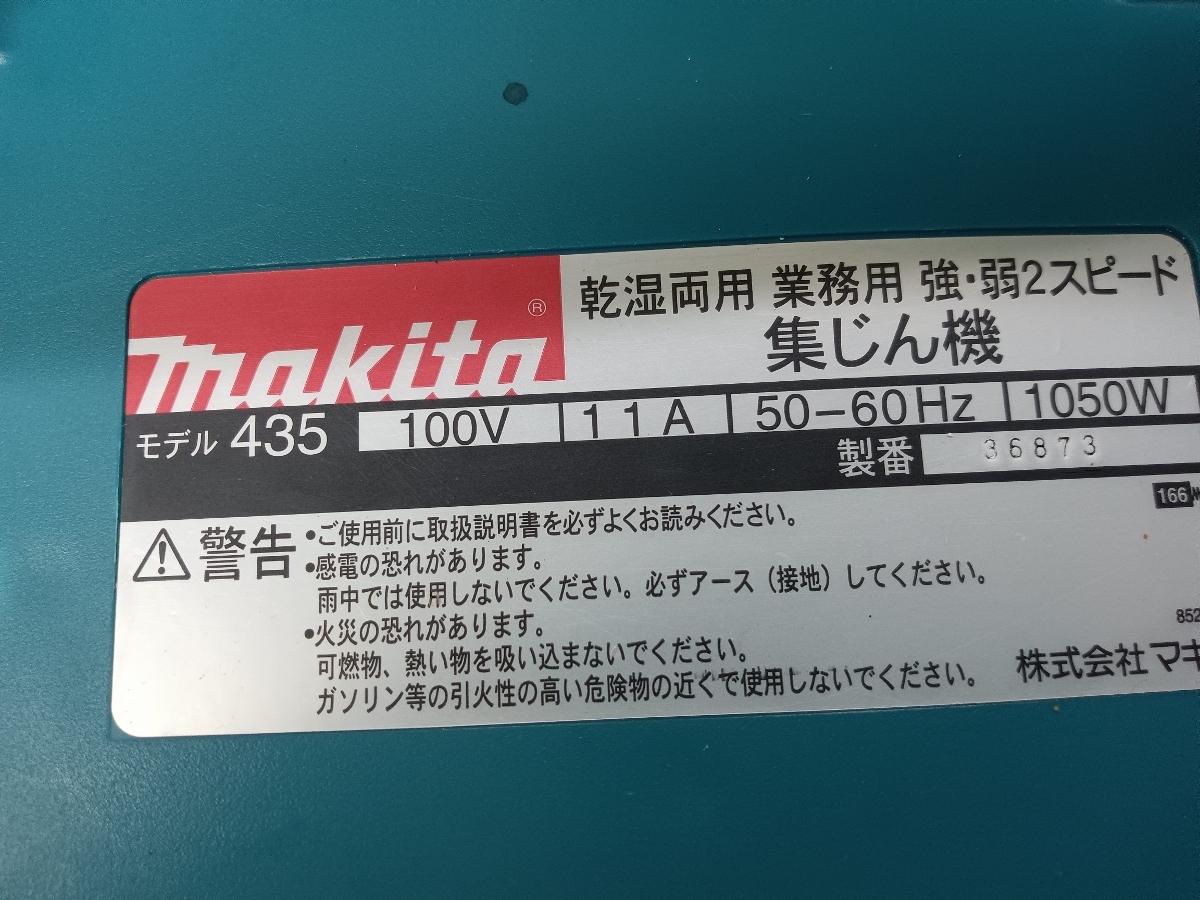 makita®
乾湿両用 業務用 強・弱2スピード
集じん機
モデル 435 100V 11A 50−60Hz 1050W
製番 36873
166
⚠警告
•ご使用前に取扱説明書を必ずよくお読みください。
•感電の恐れがあります。
雨中では使用しないでください。必ずアース（接地）してください。
•火災の恐れがあります。
可燃物、熱い物を吸い込まないでください。
ガソリン等の引火性の高い危険物の近くで使用しないでください。
852
株式会社マキ